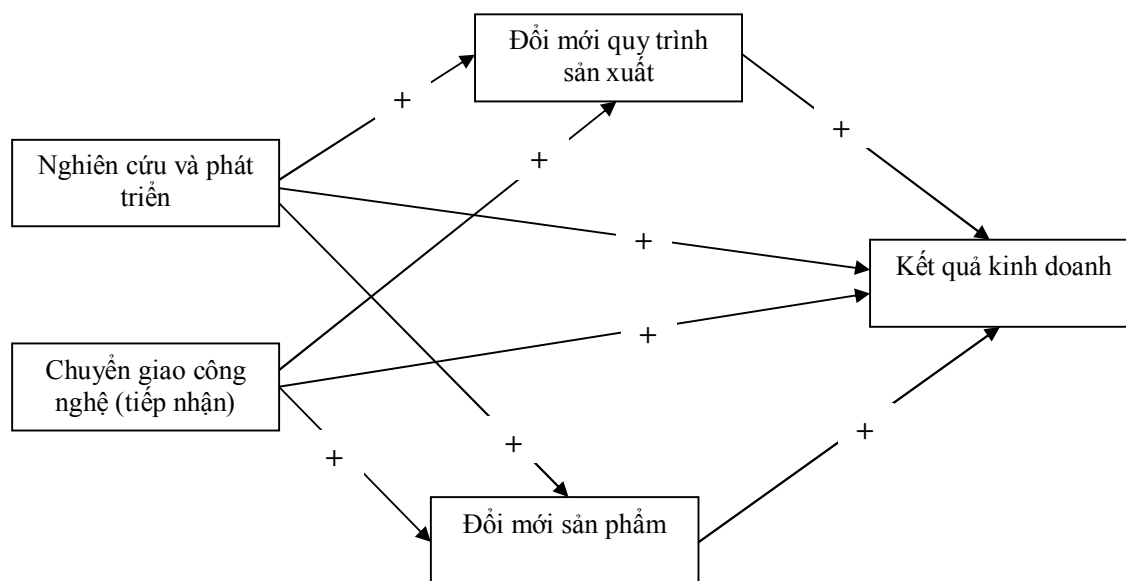 Đổi mới quy trình
sản xuất
+
+
+
Nghiên cứu và phát
triển
+
Kết quả kinh doanh
+
Chuyển giao công
nghệ (tiếp nhận)
+
+
+
Đổi mới sản phẩm